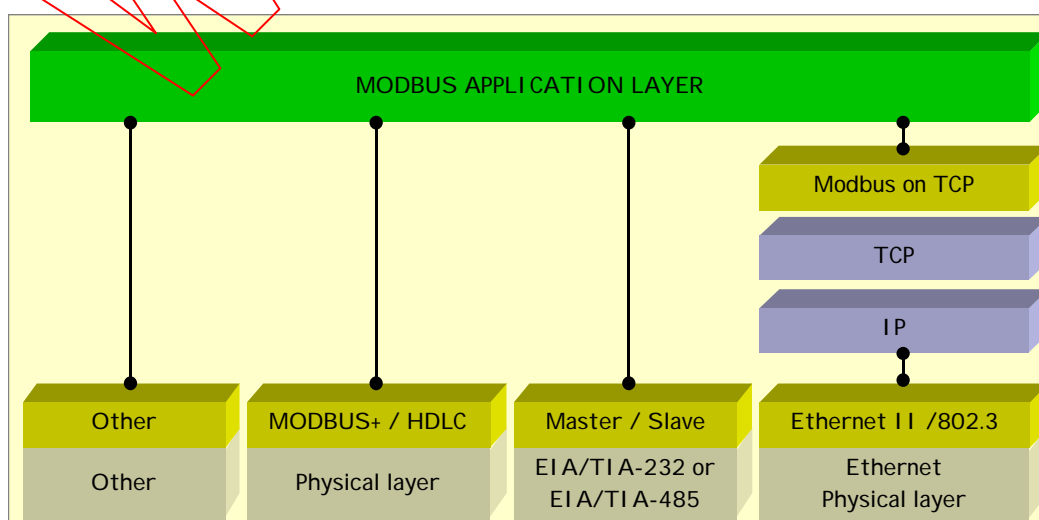 MODBUS APPLICATION LAYER
Modbus on TCP
TCP
IP
Other
MODBUS+ / HDLC
Master / Slave
Ethernet II /802.3
Other
Physical layer
EIA/TIA-232 or
EIA/TIA-485
Ethernet
Physical layer